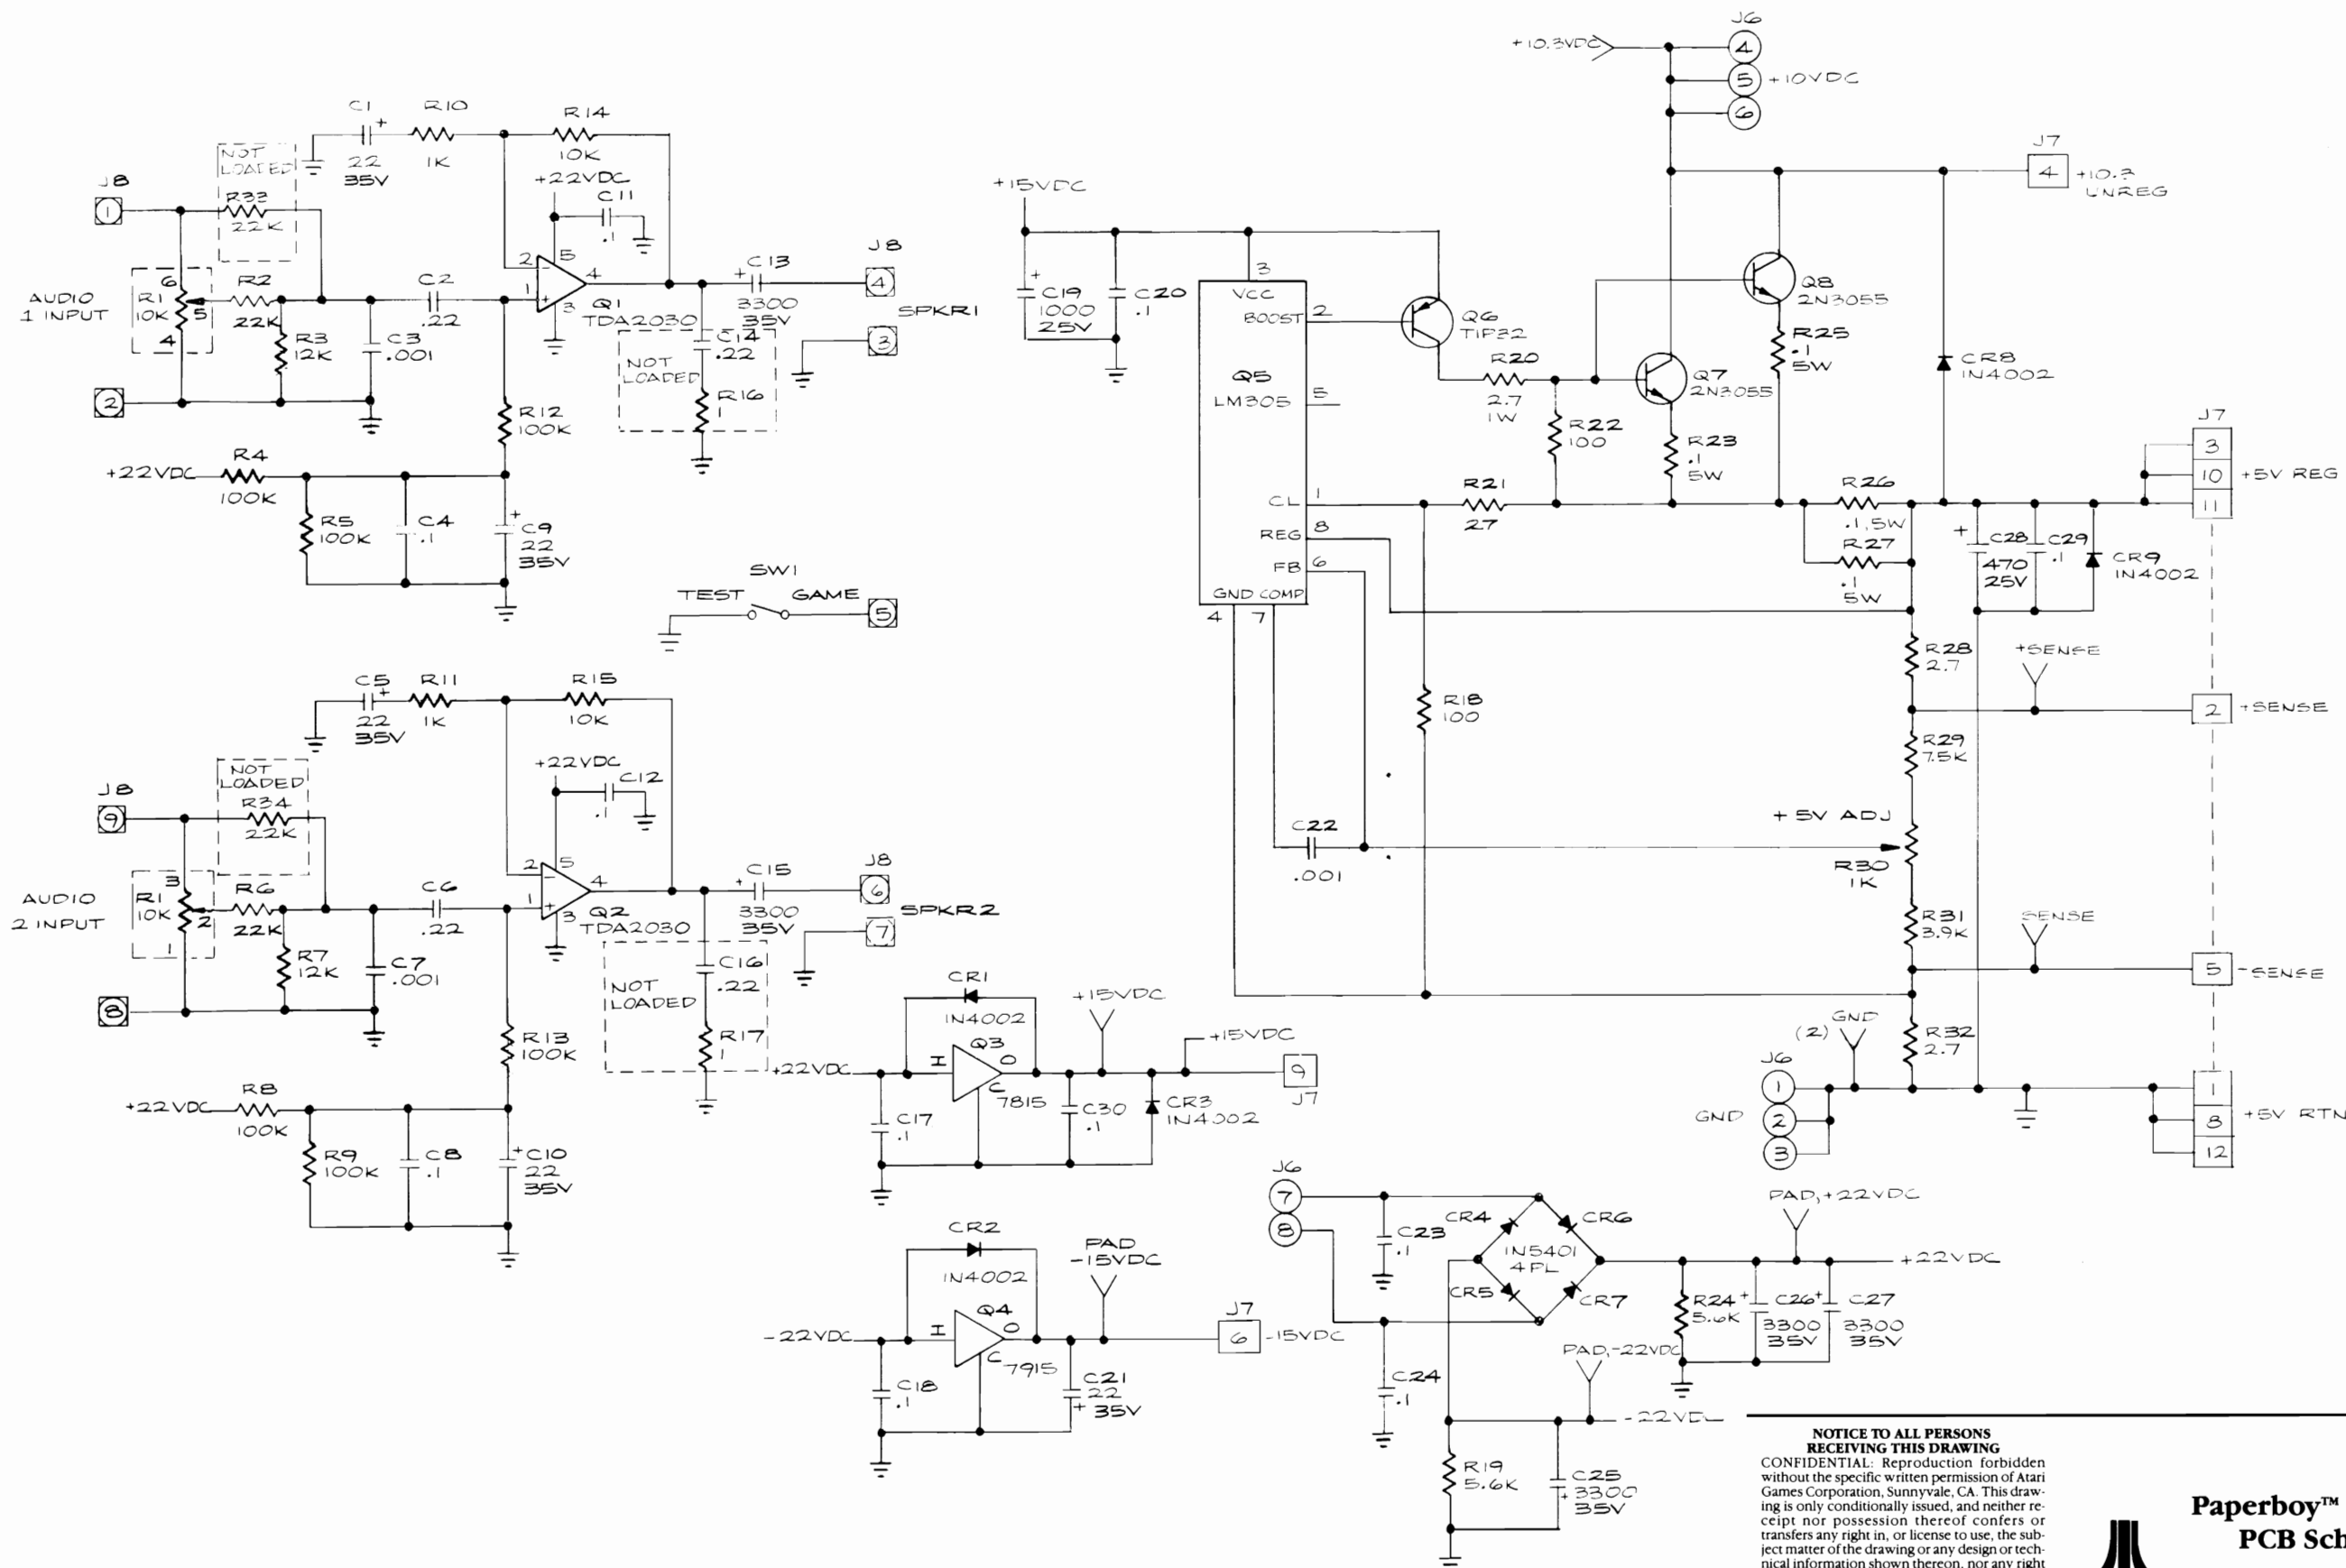 J6
+10.3VDC
4
5
+10VDC
6
J7
4
+10.3
UNREG
C1
22
35V
R10
1K
R14
10K
+22VDC
C11
.1
NOT
LOADED
R33
22K
J8
1
AUDIO
1 INPUT
R1
10K
6
5
4
R2
22K
R3
12K
C3
.001
C2
.22
2
5
4
1
3
Q1
TDA2030
C13
3300
35V
J8
4
SPKR1
3
C14
.22
NOT
LOADED
R16
1
2
R12
100K
+22VDC
R4
100K
R5
100K
C4
.1
C9
22
35V
SW1
TEST
GAME
5
+15VDC
C19
1000
25V
C20
.1
3
VCC
BOOST
2
Q5
LM305
5
CL
1
REG
8
FB
6
GND
COMP
4
7
Q6
TIP32
R20
2.7
1W
R22
100
Q7
2N3055
R23
.1
5W
Q8
2N3055
R25
.1
5W
CR8
1N4002
R21
27
R26
.1,5W
R27
.1
5W
C28
470
25V
C29
.1
CR9
1N4002
J7
3
10
11
+5V REG
R28
2.7
+SENSE
2
+SENSE
R18
100
R29
7.5K
+5V ADJ
R30
1K
C22
.001
R31
3.9K
SENSE
5
-SENSE
R32
2.7
GND
(2)
J6
1
2
3
GND
1
8
12
+5V RTN
C5
22
35V
R11
1K
R15
10K
+22VDC
C12
.1
NOT
LOADED
R34
22K
J8
9
AUDIO
2 INPUT
R1
10K
3
2
1
R6
22K
R7
12K
C7
.001
C6
.22
2
5
4
1
3
Q2
TDA2030
C15
3300
35V
J8
6
SPKR2
7
C16
.22
NOT
LOADED
R17
1
8
R13
100K
+22VDC
R8
100K
R9
100K
C8
.1
C10
22
35V
CR1
1N4002
+22VDC
I
Q3
O
C
7815
C17
.1
C30
.1
CR3
1N4002
+15VDC
+15VDC
9
J7
CR2
1N4002
PAD
-15VDC
-22VDC
I
Q4
O
C
7915
C18
.1
C21
22
35V
J7
6
-15VDC
J6
7
8
C23
.1
C24
.1
CR4
CR6
1N5401
4PL
CR5
CR7
PAD,+22VDC
+22VDC
R24
5.6K
C26
3300
35V
C27
3300
35V
PAD,-22VDC
-22VDC
R19
5.6K
C25
3300
35V
NOTICE TO ALL PERSONS
RECEIVING THIS DRAWING
CONFIDENTIAL: Reproduction forbidden
without the specific written permission of Atari
Games Corporation, Sunnyvale, CA. This draw-
ing is only conditionally issued, and neither re-
ceipt nor possession thereof confers or
transfers any right in, or license to use, the sub-
ject matter of the drawing or any design or tech-
nical information shown thereon, nor any right
Paperboy™
PCB Sch